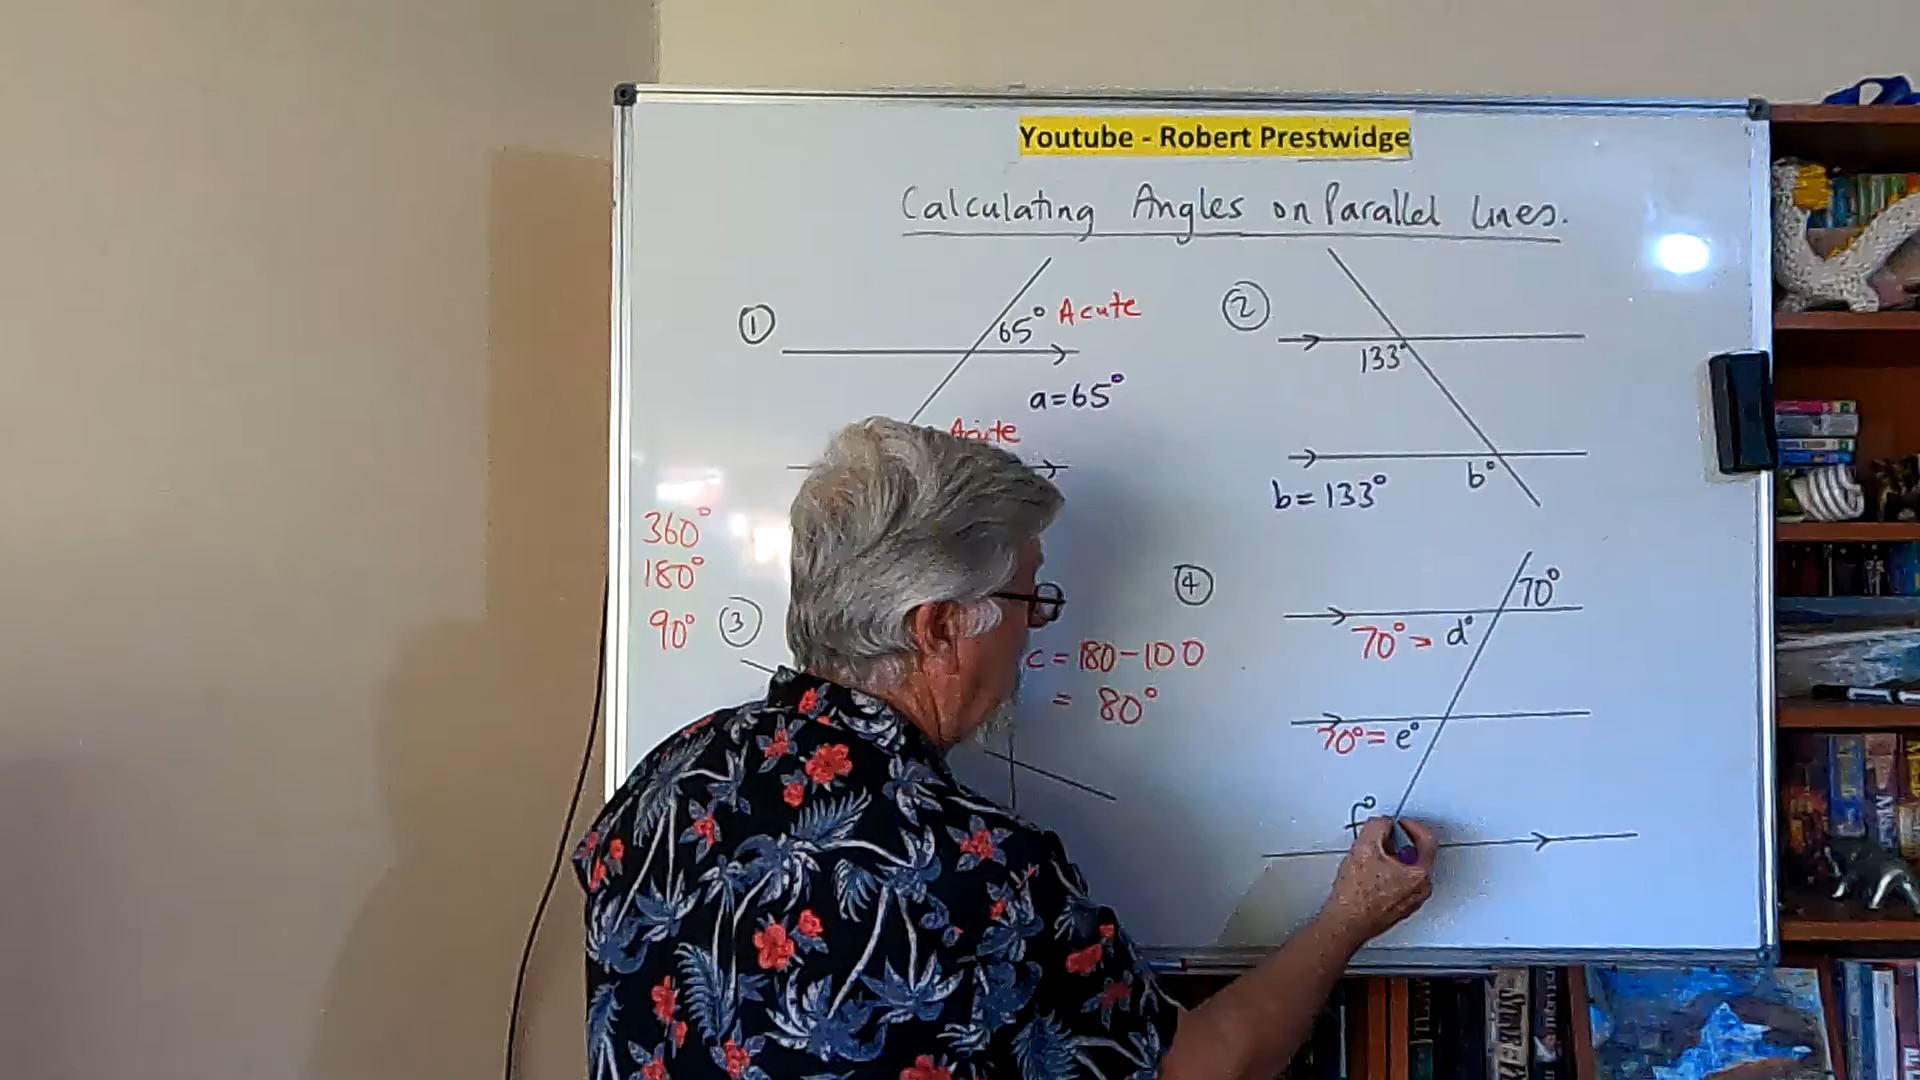 Youtube - Robert Prestwidge
Calculating Angles on Parallel Lines.
1
65° Acute
a=65°
Acute
2
133°
b°
b= 133°
360°
180°
90°
3
c = 180-100
= 80°
4
70°
70° = d°
70° = e°
f°